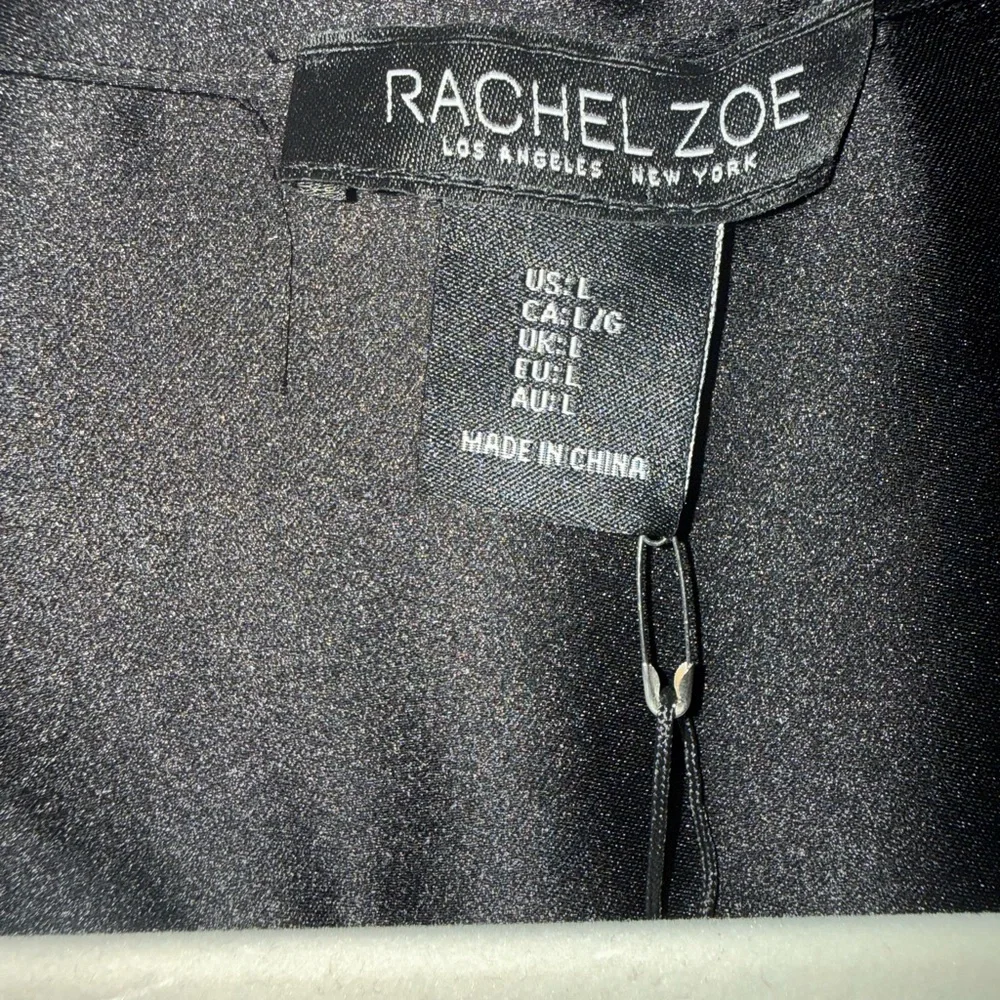 RACHEL ZOE
LOS ANGELES NEW YORK
US: L
CA: L/G
UK: L
EU: L
AU: L
MADE IN CHINA